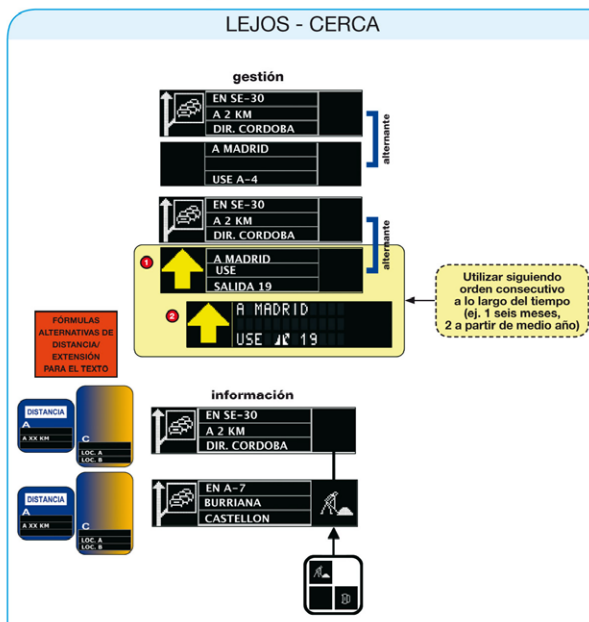 LEJOS - CERCA
gestión
EN SE-30
A 2 KM
DIR. CORDOBA
A MADRID
USE A-4
alternante
EN SE-30
A 2 KM
DIR. CORDOBA
1
A MADRID
USE
SALIDA 19
alternante
2
A MADRID
USE 19
Utilizar siguiendo
orden consecutivo
a lo largo del tiempo
(ej. 1 seis meses,
2 a partir de medio año)
FÓRMULAS
ALTERNATIVAS DE
DISTANCIA/
EXTENSIÓN
PARA EL TEXTO
información
DISTANCIA
A
A XX KM
C
LOC. A
LOC. B
EN SE-30
A 2 KM
DIR. CORDOBA
DISTANCIA
A
A XX KM
C
LOC. A
LOC. B
EN A-7
BURRIANA
CASTELLON